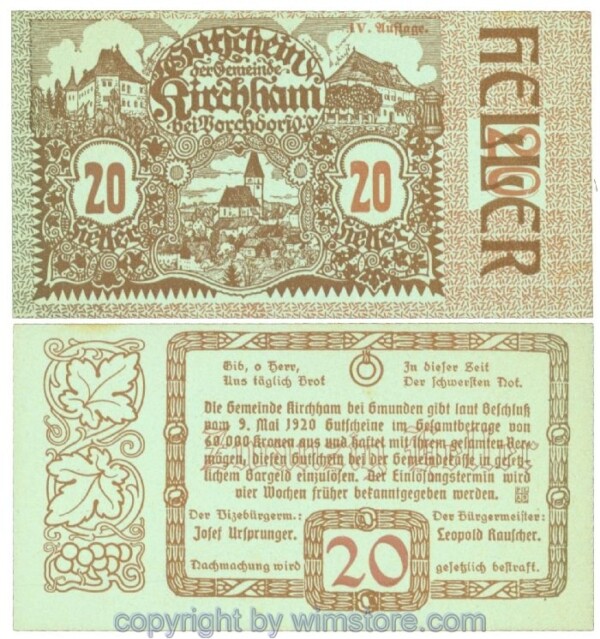 IV. Auflage.
Gutschein
der Gemeinde
Kirchham
bei Vorchdorf
20
Heller
20
Heller
HELLER
20
Gib, o Herr,
Uns täglich Brot
In dieser Zeit
Der schwersten Not.
Die Gemeinde Kirchham bei Gmunden gibt laut Beschluß
vom 9. Mai 1920 Gutscheine im Gesamtbetrage von
60.000 Kronen aus und haftet mit Ihrem gesamten Ver-
mögen, diesen Gutschein bei der Gemeindekasse in gesetz-
lichem Bargeld einzulösen. Der Einlösungstermin wird
vier Wochen früher bekanntgegeben werden.
Der Vizebürgerm.:
Josef Ursprunger.
Der Bürgermeister:
Leopold Rauscher.
20
Nachmachung wird gesetzlich bestraft.
copyright by wimstore.com